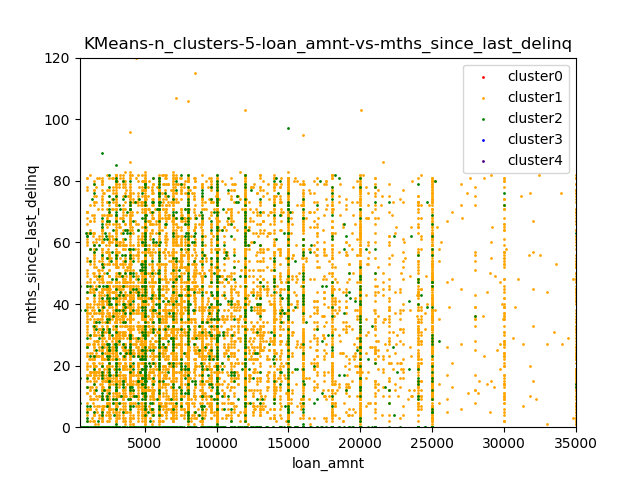 KMeans-n_clusters-5-loan_amnt-vs-mths_since_last_delinq
cluster0
cluster1
cluster2
cluster3
cluster4
120
100
80
60
40
20
0
mths_since_last_delinq
5000 10000 15000 20000 25000 30000 35000
loan_amnt